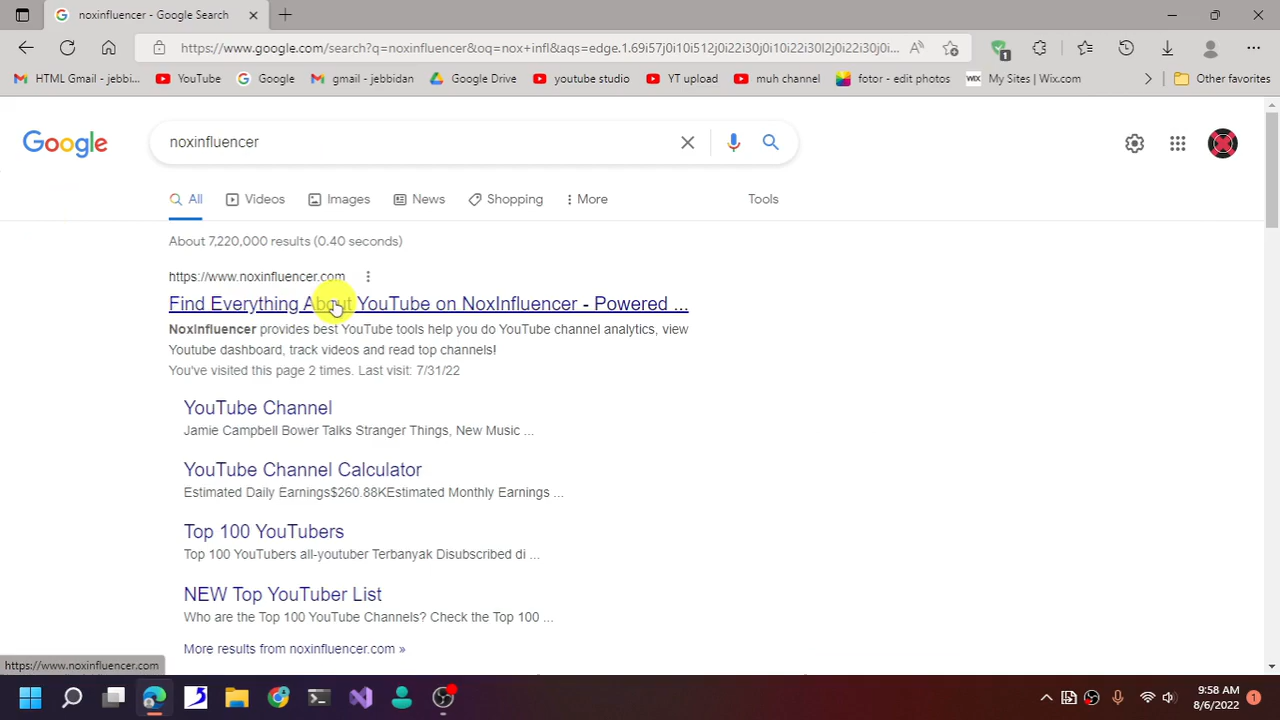 noxinfluencer - Google Search
https://www.google.com/search?q=noxinfluencer&oq=nox+infl&aqs=edge.1.69i57j0i10i512j0i22i30j0i10i22i30l2j0i22i30j0i...
HTML Gmail - jebbi...
YouTube
Google
gmail - jebbidan
Google Drive
youtube studio
YT upload
muh channel
fotor - edit photos
WIX My Sites | Wix.com
Other favorites
Google
noxinfluencer
All
Videos
Images
News
Shopping
More
Tools
About 7,220,000 results (0.40 seconds)
https://www.noxinfluencer.com
Find Everything About YouTube on NoxInfluencer - Powered ...
NoxInfluencer provides best YouTube tools help you do YouTube channel analytics, view
Youtube dashboard, track videos and read top channels!
You've visited this page 2 times. Last visit: 7/31/22
YouTube Channel
Jamie Campbell Bower Talks Stranger Things, New Music ...
YouTube Channel Calculator
Estimated Daily Earnings$260.88KEstimated Monthly Earnings ...
Top 100 YouTubers
Top 100 YouTubers all-youtuber Terbanyak Disubscribed di ...
NEW Top YouTuber List
Who are the Top 100 YouTube Channels? Check the Top 100 ...
More results from noxinfluencer.com »
https://www.noxinfluencer.com
9:58 AM
8/6/2022
1